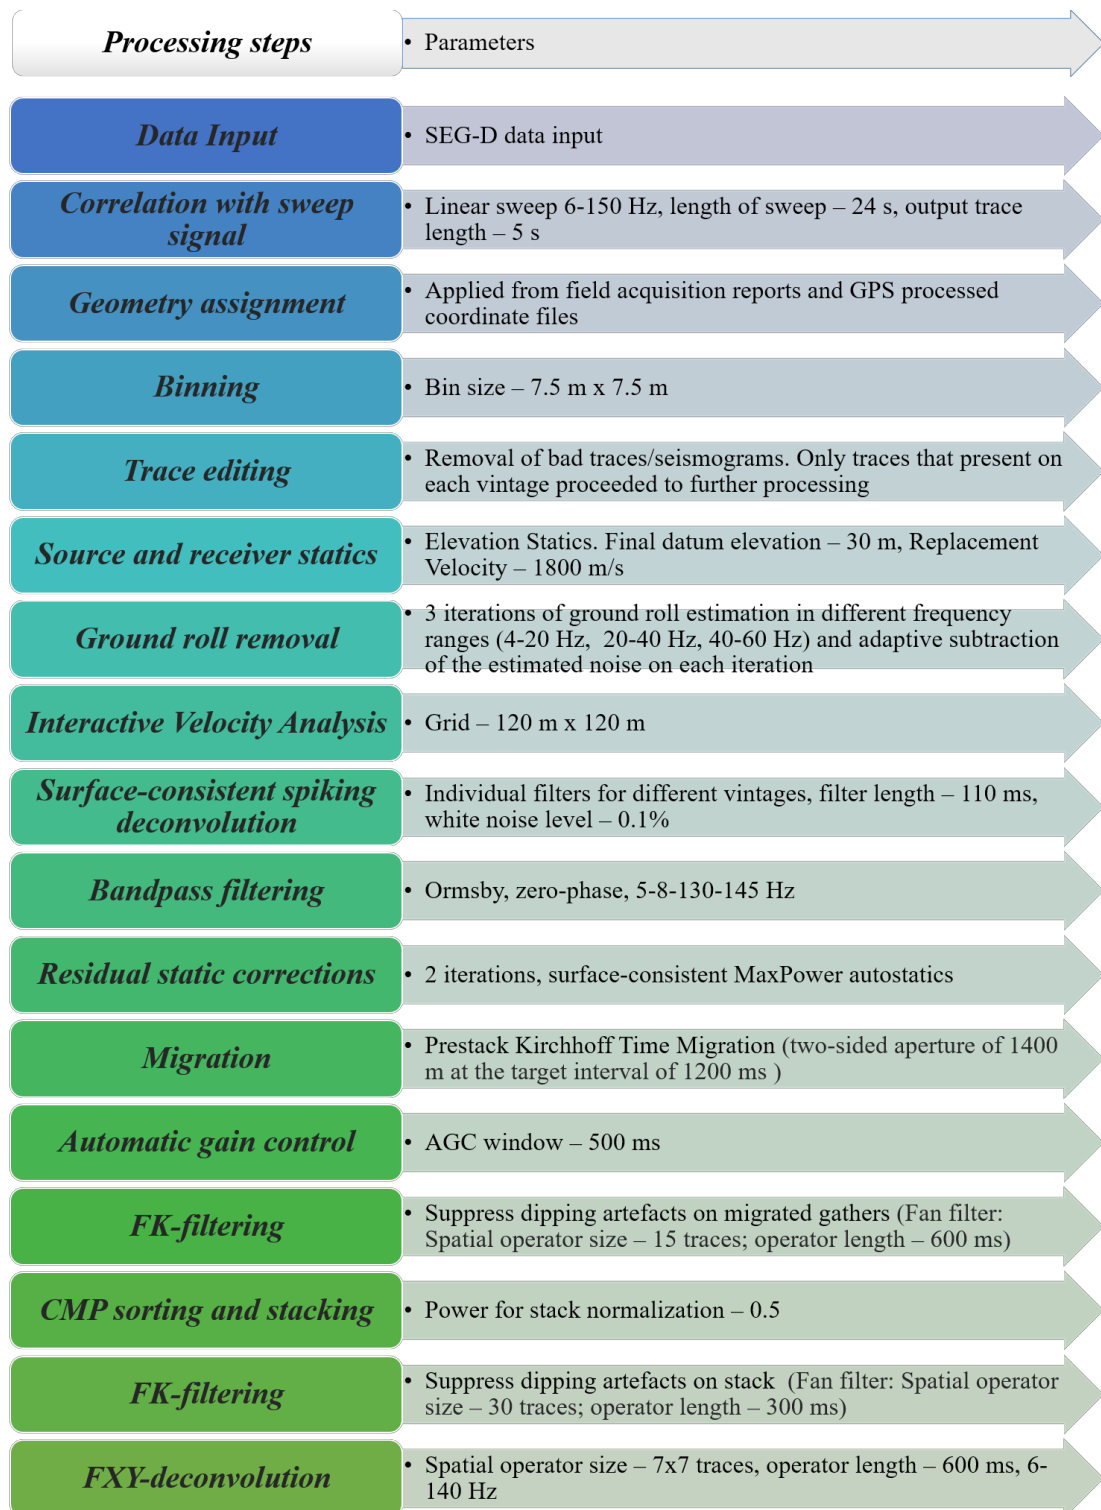 Processing steps
• Parameters
Data Input
• SEG-D data input
Correlation with sweep
signal
• Linear sweep 6-150 Hz, length of sweep – 24 s, output trace
length – 5 s
Geometry assignment
• Applied from field acquisition reports and GPS processed
coordinate files
Binning
• Bin size – 7.5 m x 7.5 m
Trace editing
• Removal of bad traces/seismograms. Only traces that present on
each vintage proceeded to further processing
Source and receiver statics
• Elevation Statics. Final datum elevation – 30 m, Replacement
Velocity – 1800 m/s
Ground roll removal
• 3 iterations of ground roll estimation in different frequency
ranges (4-20 Hz,  20-40 Hz, 40-60 Hz) and adaptive subtraction
of the estimated noise on each iteration
Interactive Velocity Analysis
• Grid – 120 m x 120 m
Surface-consistent spiking
deconvolution
• Individual filters for different vintages, filter length – 110 ms,
white noise level – 0.1%
Bandpass filtering
• Ormsby, zero-phase, 5-8-130-145 Hz
Residual static corrections
• 2 iterations, surface-consistent MaxPower autostatics
Migration
• Prestack Kirchhoff Time Migration (two-sided aperture of 1400
m at the target interval of 1200 ms )
Automatic gain control
• AGC window – 500 ms
FK-filtering
• Suppress dipping artefacts on migrated gathers (Fan filter:
Spatial operator size – 15 traces; operator length – 600 ms)
CMP sorting and stacking
• Power for stack normalization – 0.5
FK-filtering
• Suppress dipping artefacts on stack  (Fan filter: Spatial operator
size – 30 traces; operator length – 300 ms)
FXY-deconvolution
• Spatial operator size – 7x7 traces, operator length – 600 ms, 6-
140 Hz